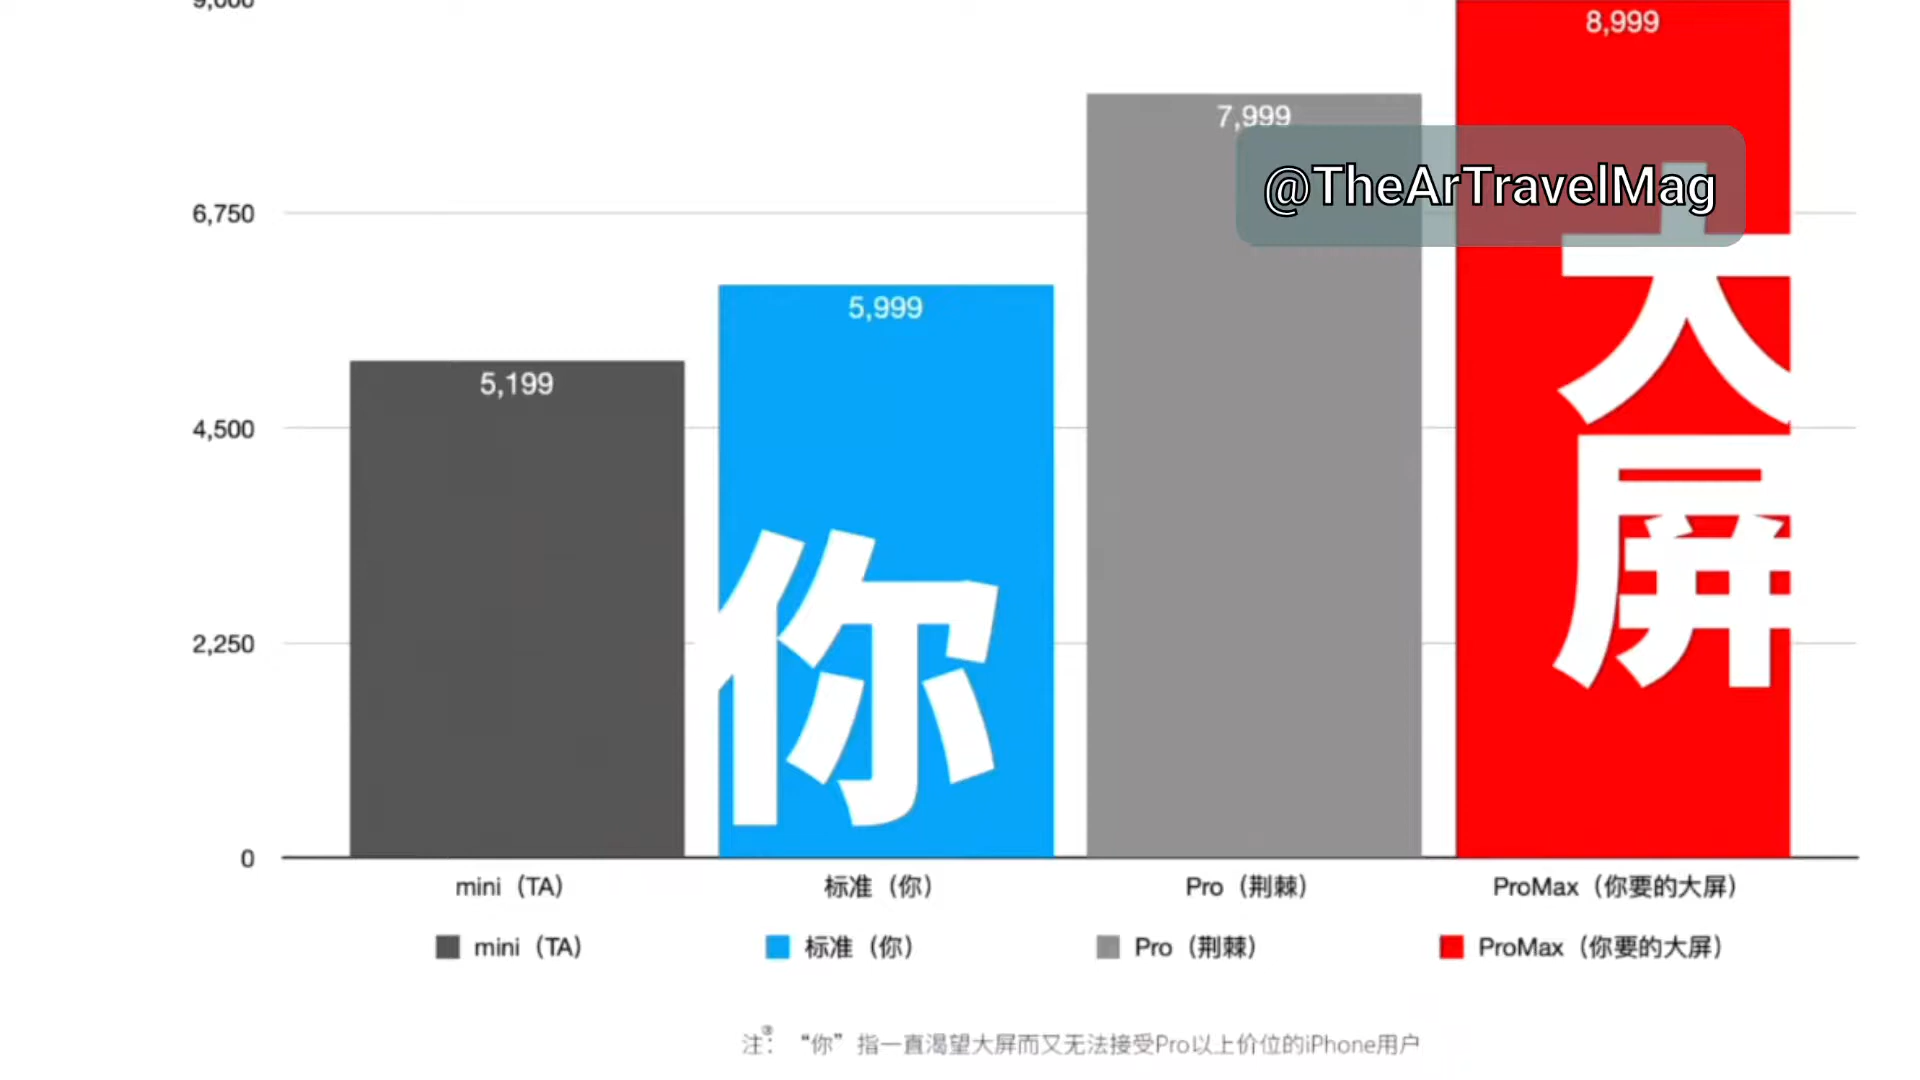 9,000
8,999
7,999
@TheArTravelMag
6,750
5,999
5,199
大
屏
4,500
你
2,250
0
mini（TA）
标准（你）
Pro（荆棘）
ProMax（你要的大屏）
mini（TA）
标准（你）
Pro（荆棘）
ProMax（你要的大屏）
注：“你”指一直渴望大屏而又无法接受Pro以上价位的iPhone用户